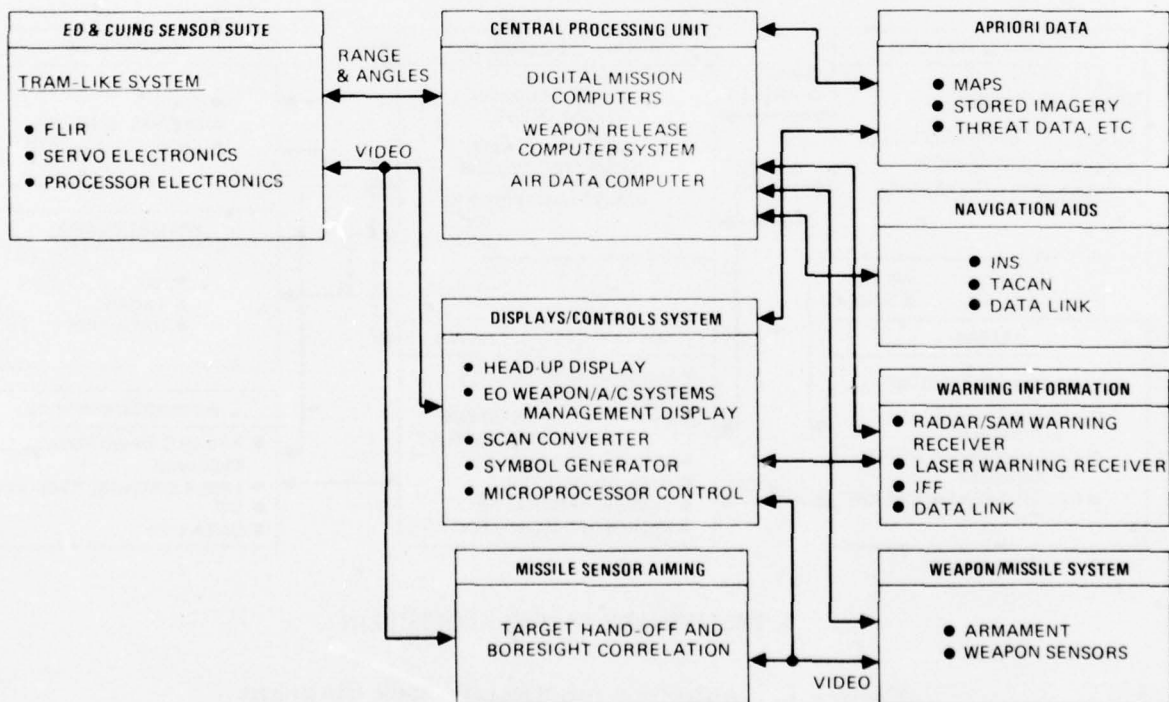 EO & CUING SENSOR SUITE
TRAM-LIKE SYSTEM
● FLIR
● SERVO ELECTRONICS
● PROCESSOR ELECTRONICS
RANGE
& ANGLES
VIDEO
CENTRAL PROCESSING UNIT
DIGITAL MISSION
COMPUTERS
WEAPON RELEASE
COMPUTER SYSTEM
AIR DATA COMPUTER
DISPLAYS/CONTROLS SYSTEM
● HEAD-UP DISPLAY
● EO WEAPON/A/C SYSTEMS
MANAGEMENT DISPLAY
● SCAN CONVERTER
● SYMBOL GENERATOR
● MICROPROCESSOR CONTROL
MISSILE SENSOR AIMING
TARGET HAND-OFF AND
BORESIGHT CORRELATION
VIDEO
APRIORI DATA
● MAPS
● STORED IMAGERY
● THREAT DATA, ETC
NAVIGATION AIDS
● INS
● TACAN
● DATA LINK
WARNING INFORMATION
● RADAR/SAM WARNING
RECEIVER
● LASER WARNING RECEIVER
● IFF
● DATA LINK
WEAPON/MISSILE SYSTEM
● ARMAMENT
● WEAPON SENSORS